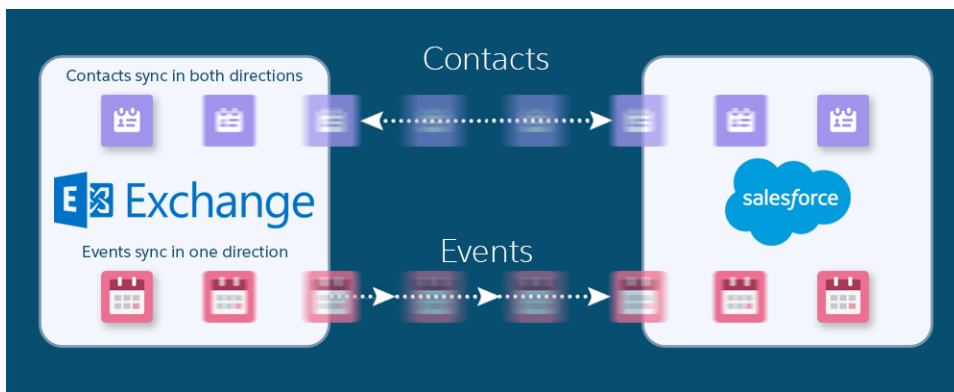 Contacts
Contacts sync in both directions
Exchange
salesforce
Events
Events sync in one direction